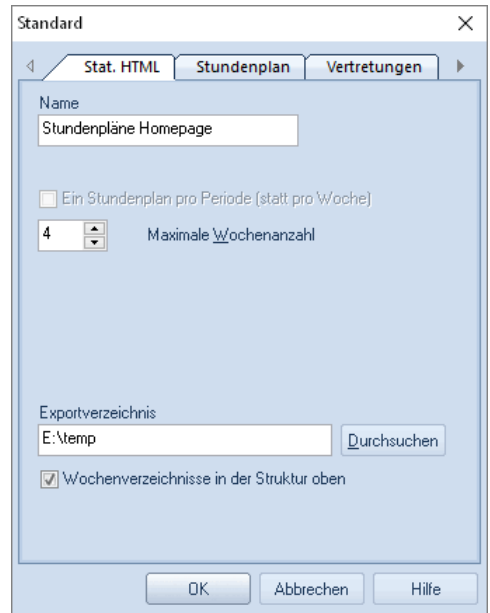 Standard
Stat. HTML Stundenplan Vertretungen
Name
Stundenpläne Homepage
Ein Stundenplan pro Periode (statt pro Woche)
4 Maximale Wochenanzahl
Exportverzeichnis
E:\temp Durchsuchen
Wochenverzeichnisse in der Struktur oben
OK Abbrechen Hilfe